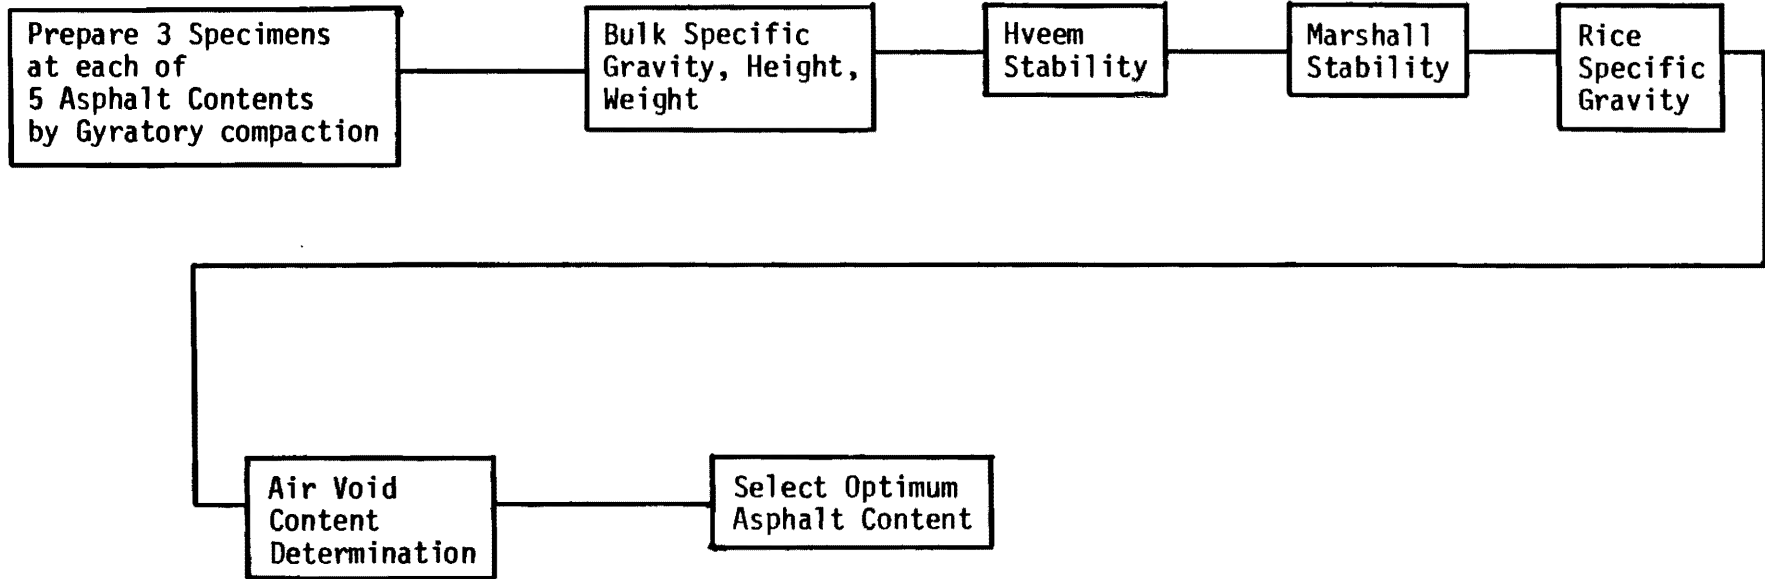 Prepare 3 Specimens
at each of
5 Asphalt Contents
by Gyratory compaction
Bulk Specific
Gravity, Height,
Weight
Hveem
Stability
Marshall
Stability
Rice
Specific
Gravity
Air Void
Content
Determination
Select Optimum
Asphalt Content